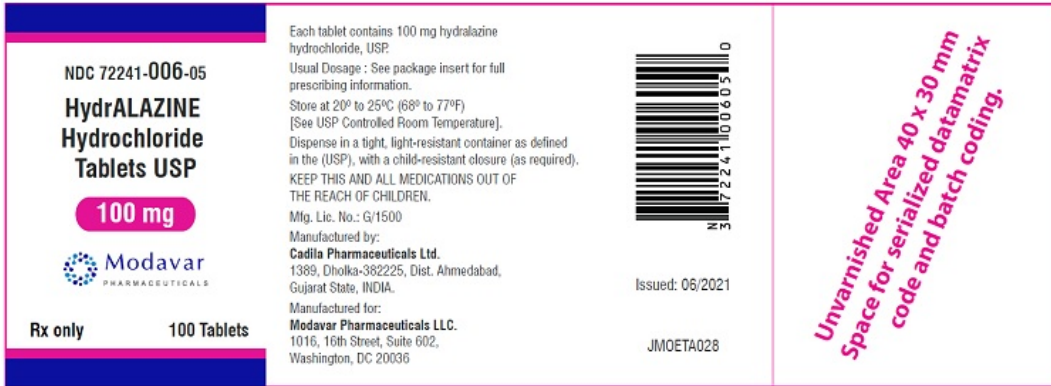 NDC 72241-006-05
HydrALAZINE
Hydrochloride
Tablets USP
100 mg
Modavar
PHARMACEUTICALS
Rx only 100 Tablets
Each tablet contains 100 mg hydralazine
hydrochloride, USP.
Usual Dosage : See package insert for full
prescribing information.
Store at 20⁰ to 25⁰C (68⁰ to 77⁰F)
[See USP Controlled Room Temperature].
Dispense in a tight, light-resistant container as defined
in the (USP), with a child-resistant closure (as required).
KEEP THIS AND ALL MEDICATIONS OUT OF
THE REACH OF CHILDREN.
Mfg. Lic. No.: G/1500
Manufactured by:
Cadila Pharmaceuticals Ltd.
1389, Dholka-382225, Dist. Ahmedabad,
Gujarat State, INDIA.
Manufactured for:
Modavar Pharmaceuticals LLC.
1016, 16th Street, Suite 602,
Washington, DC 20036
N 3 72241 00605 0
Issued: 06/2021
JMOETA028
Unvarnished Area 40 x 30 mm
Space for serialized datamatrix
code and batch coding.